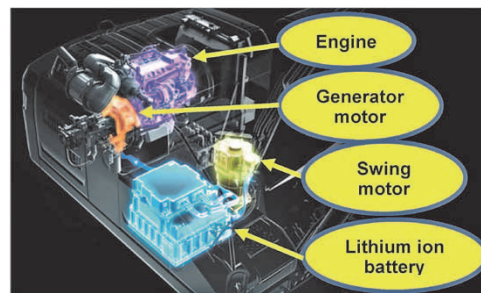 Engine
Generator
motor
Swing
motor
Lithium ion
battery